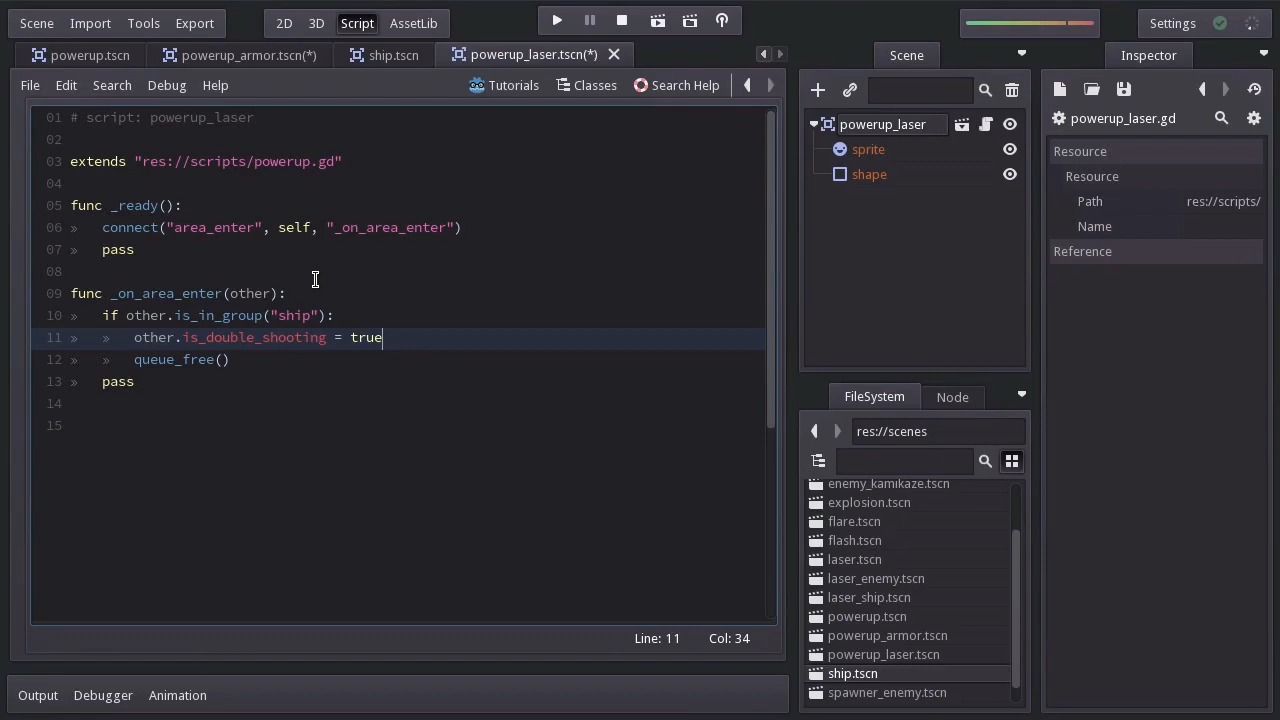 Scene Import Tools Export 2D 3D Script AssetLib Settings
powerup.tscn powerup_armor.tscn(*) ship.tscn powerup_laser.tscn(*)
File Edit Search Debug Help Tutorials Classes Search Help
01 # script: powerup_laser
02
03 extends "res://scripts/powerup.gd"
04
05 func _ready():
06 » connect("area_enter", self, "_on_area_enter")
07 » pass
08
09 func _on_area_enter(other):
10 » if other.is_in_group("ship"):
11 » » other.is_double_shooting = true
12 » » queue_free()
13 » pass
14
15
Line: 11 Col: 34
Output Debugger Animation
Scene
powerup_laser
sprite
shape
FileSystem Node
res://scenes
enemy_kamikaze.tscn
explosion.tscn
flare.tscn
flash.tscn
laser.tscn
laser_enemy.tscn
laser_ship.tscn
powerup.tscn
powerup_armor.tscn
powerup_laser.tscn
ship.tscn
spawner_enemy.tscn
Inspector
powerup_laser.gd
Resource
Resource
Path res://scripts/
Name
Reference